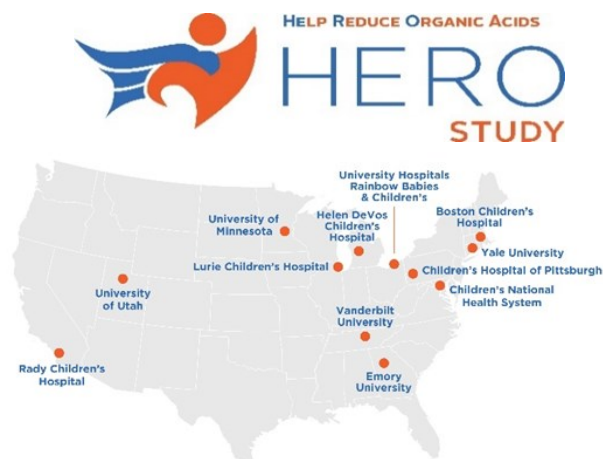 HELP REDUCE ORGANIC ACIDS
HERO
STUDY
University Hospitals
Rainbow Babies
& Children's
University of
Minnesota
Helen DeVos
Children's
Hospital
Boston Children's
Hospital
Yale University
Lurie Children's Hospital
Children's Hospital of Pittsburgh
Children's National
Health System
University
of Utah
Vanderbilt
University
Rady Children's
Hospital
Emory
University